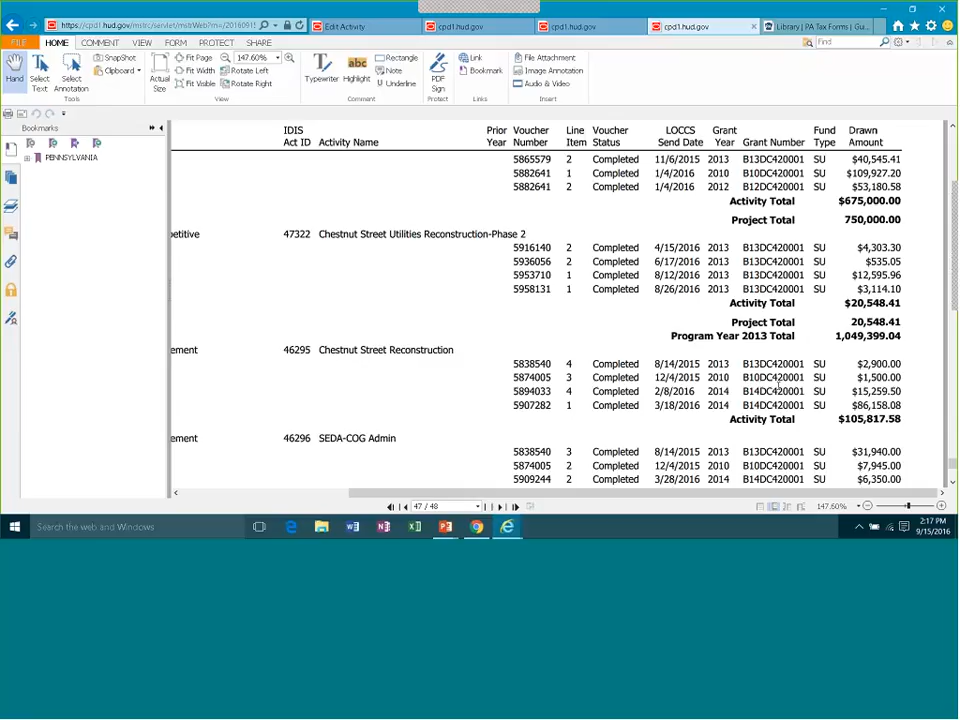 https://cpd1.hud.gov/mstrc/servlet/mstrWeb?m=/2016091
Edit Activity
cpd1.hud.gov
cpd1.hud.gov
cpd1.hud.gov
Library | PA Tax Forms | Gu...
FILE HOME COMMENT VIEW FORM PROTECT SHARE
Find
Hand
Select Text
Select Annotation
SnapShot
Clipboard
Tools
Actual Size
Fit Page
Fit Width
Fit Visible
147.60%
Rotate Left
Rotate Right
View
Typewriter
Highlight
Rectangle
Note
Underline
Comment
PDF Sign
Protect
Link
Bookmark
Links
File Attachment
Image Annotation
Audio & Video
Insert
Bookmarks
PENNSYLVANIA
IDIS Prior Voucher Line Voucher LOCCS Grant Fund Drawn
Act ID Activity Name Year Number Item Status Send Date Year Grant Number Type Amount
5865579 2 Completed 11/6/2015 2013 B13DC420001 SU $40,545.41
5882641 1 Completed 1/4/2016 2010 B10DC420001 SU $109,927.20
5882641 2 Completed 1/4/2016 2012 B12DC420001 SU $53,180.58
Activity Total $675,000.00
Project Total 750,000.00
petitive 47322 Chestnut Street Utilities Reconstruction-Phase 2
5916140 2 Completed 4/15/2016 2013 B13DC420001 SU $4,303.30
5936056 2 Completed 6/17/2016 2013 B13DC420001 SU $535.05
5953710 1 Completed 8/12/2016 2013 B13DC420001 SU $12,595.96
5958131 1 Completed 8/26/2016 2013 B13DC420001 SU $3,114.10
Activity Total $20,548.41
Project Total 20,548.41
Program Year 2013 Total 1,049,399.04
ement 46295 Chestnut Street Reconstruction
5838540 4 Completed 8/14/2015 2013 B13DC420001 SU $2,900.00
5874005 3 Completed 12/4/2015 2010 B10DC420001 SU $1,500.00
5894033 4 Completed 2/8/2016 2014 B14DC420001 SU $15,259.50
5907282 1 Completed 3/18/2016 2014 B14DC420001 SU $86,158.08
Activity Total $105,817.58
ement 46296 SEDA-COG Admin
5838540 3 Completed 8/14/2015 2013 B13DC420001 SU $31,940.00
5874005 2 Completed 12/4/2015 2010 B10DC420001 SU $7,945.00
5909244 2 Completed 3/28/2016 2014 B14DC420001 SU $6,350.00
47 / 48
147.60%
Search the web and Windows
2:17 PM
9/15/2016